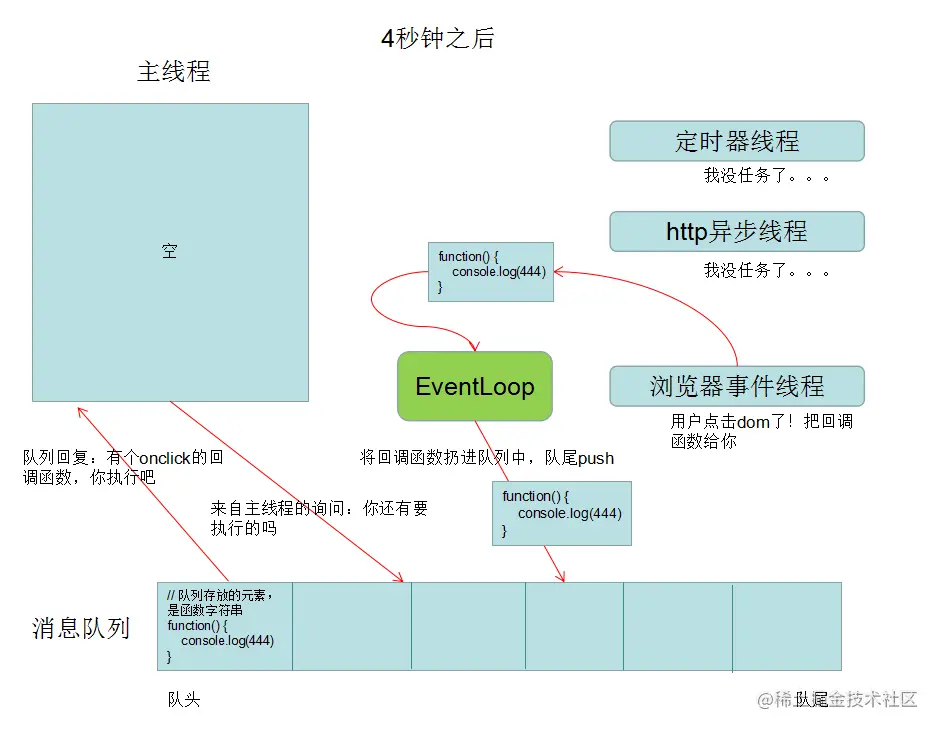 4秒钟之后
主线程
定时器线程
我没任务了。。。
空
http异步线程
我没任务了。。。
function() {
console.log(444)
}
EventLoop
浏览器事件线程
用户点击dom了！把回调
函数给你
队列回复：有个onclick的回
调函数，你执行吧
将回调函数扔进队列中，队尾push
来自主线程的询问：你还有要
执行的吗
function() {
console.log(444)
}
消息队列
// 队列存放的元素，
是函数字符串
function() {
console.log(444)
}
队头
队尾
@稀土掘金技术社区